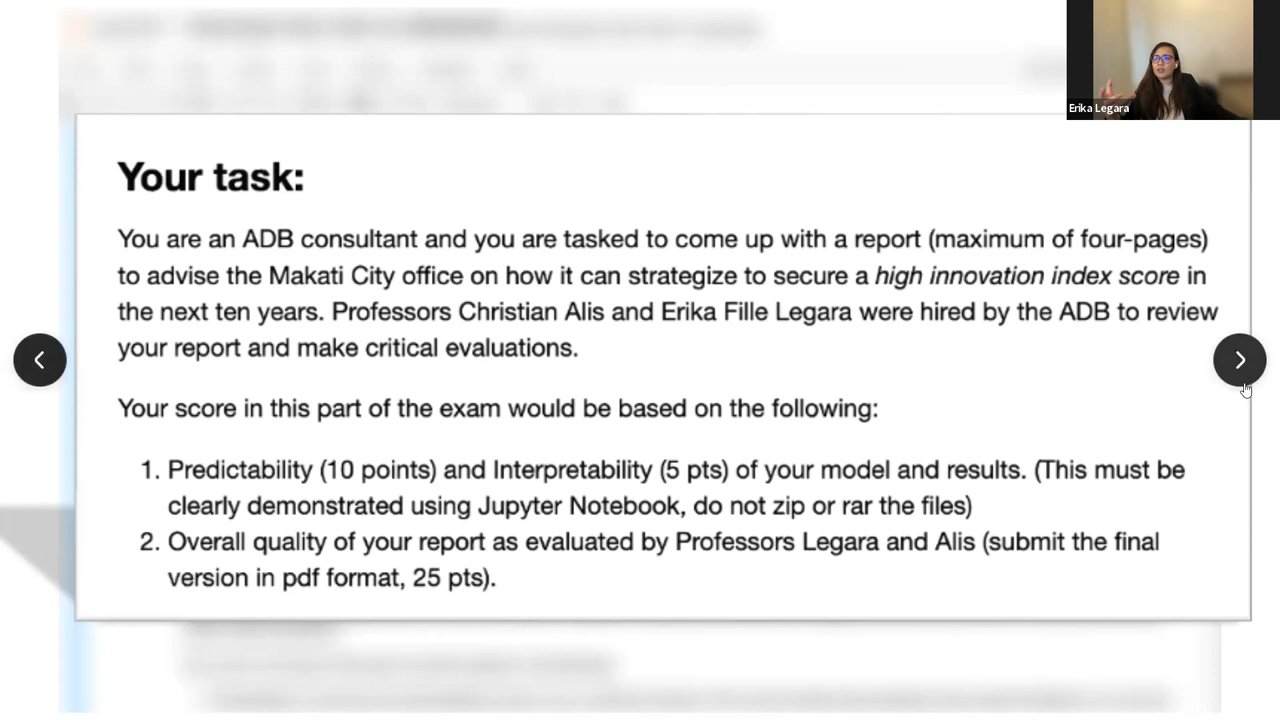 Erika Legara
Your task:
You are an ADB consultant and you are tasked to come up with a report (maximum of four-pages)
to advise the Makati City office on how it can strategize to secure a high innovation index score in
the next ten years. Professors Christian Alis and Erika Fille Legara were hired by the ADB to review
your report and make critical evaluations.
Your score in this part of the exam would be based on the following:
1. Predictability (10 points) and Interpretability (5 pts) of your model and results. (This must be
clearly demonstrated using Jupyter Notebook, do not zip or rar the files)
2. Overall quality of your report as evaluated by Professors Legara and Alis (submit the final
version in pdf format, 25 pts).